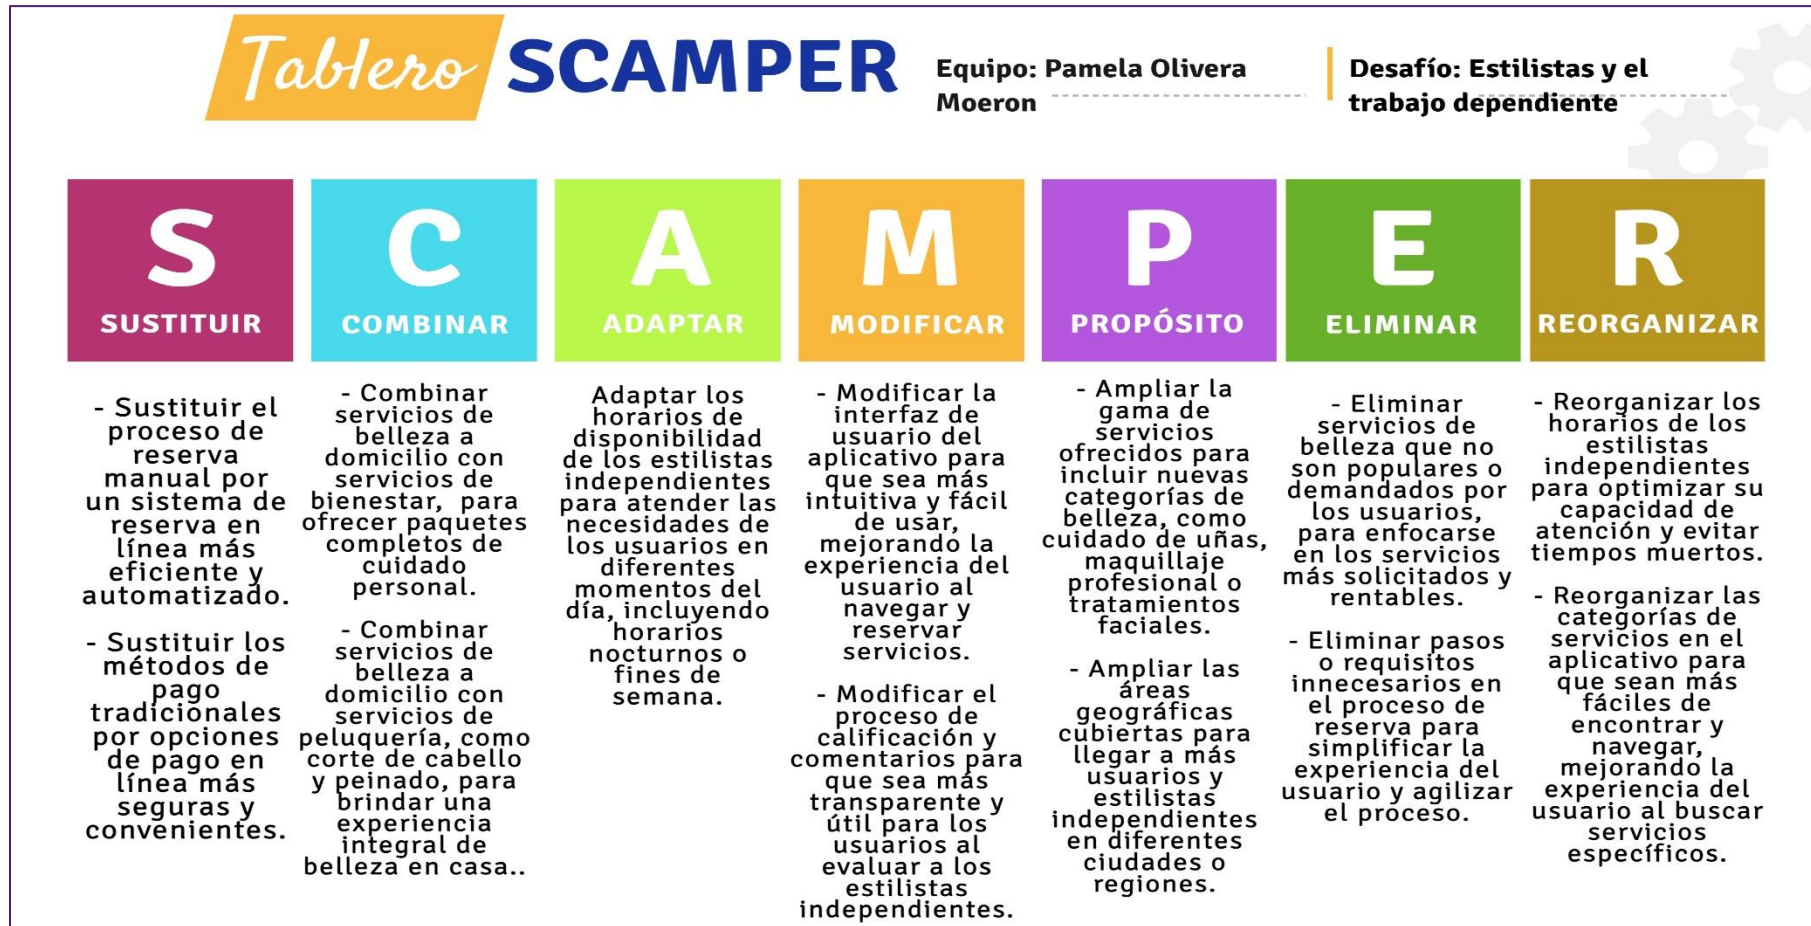 Tablero SCAMPER
Equipo: Pamela Olivera
Moeron
Desafío: Estilistas y el
trabajo dependiente
S
SUSTITUIR
- Sustituir el
proceso de
reserva
manual por
un sistema de
reserva en
línea más
eficiente y
automatizado.
- Sustituir los
métodos de
pago
tradicionales
por opciones
de pago en
línea más
seguras y
convenientes.
C
COMBINAR
- Combinar
servicios de
belleza a
domicilio con
servicios de
bienestar, para
ofrecer paquetes
completos de
cuidado
personal.
- Combinar
servicios de
belleza a
domicilio con
servicios de
peluquería, como
corte de cabello
y peinado, para
brindar una
experiencia
integral de
belleza en casa..
A
ADAPTAR
Adaptar los
horarios de
disponibilidad
de los estilistas
independientes
para atender las
necesidades de
los usuarios en
diferentes
momentos del
día, incluyendo
horarios
nocturnos o
fines de
semana.
M
MODIFICAR
- Modificar la
interfaz de
usuario del
aplicativo para
que sea más
intuitiva y fácil
de usar,
mejorando la
experiencia del
usuario al
navegar y
reservar
servicios.
- Modificar el
proceso de
calificación y
comentarios para
que sea más
transparente y
útil para los
usuarios al
evaluar a los
estilistas
independientes.
P
PROPÓSITO
- Ampliar la
gama de
servicios
ofrecidos para
incluir nuevas
categorías de
belleza, como
cuidado de uñas,
maquillaje
profesional o
tratamientos
faciales.
- Ampliar las
áreas
geográficas
cubiertas para
llegar a más
usuarios y
estilistas
independientes
en diferentes
ciudades o
regiones.
E
ELIMINAR
- Eliminar
servicios de
belleza que no
son populares o
demandados por
los usuarios,
para enfocarse
en los servicios
más solicitados y
rentables.
- Eliminar pasos
o requisitos
innecesarios en
el proceso de
reserva para
simplificar la
experiencia del
usuario y agilizar
el proceso.
R
REORGANIZAR
- Reorganizar los
horarios de los
estilistas
independientes
para optimizar su
capacidad de
atención y evitar
tiempos muertos.
- Reorganizar las
categorías de
servicios en el
aplicativo para
que sean más
fáciles de
encontrar y
navegar,
mejorando la
experiencia del
usuario al buscar
servicios
específicos.